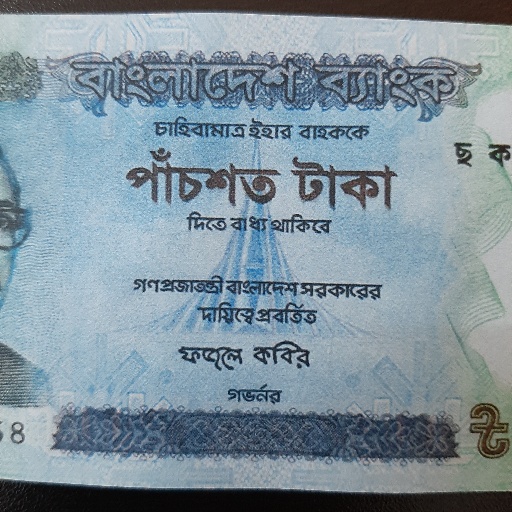 বাংলাদেশ ব্যাংক
চাহিবামাত্র ইহার বাহককে
ছ ক
পাঁচশত টাকা
দিতে বাধ্য থাকিবে
গণপ্রজাতন্ত্রী বাংলাদেশ সরকারের
দায়িত্বে প্রবর্তিত
ফজলে কবির
গভর্নর
58
৳